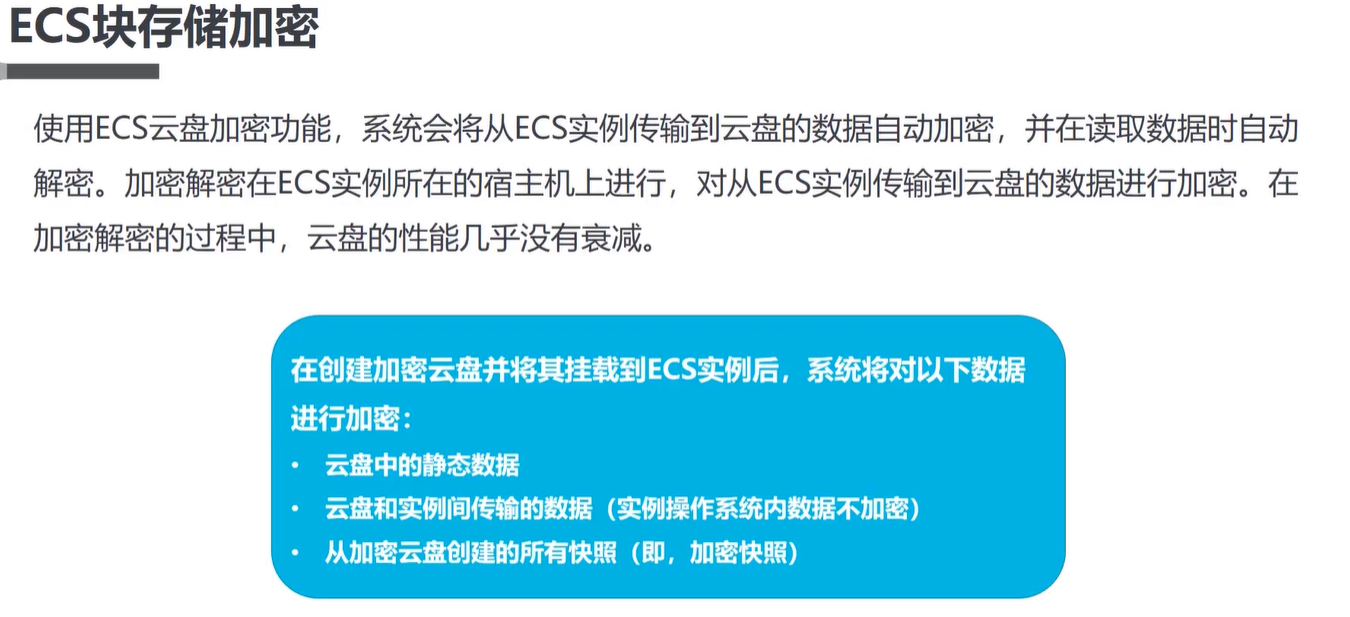 ECS块存储加密
使用ECS云盘加密功能，系统会将从ECS实例传输到云盘的数据自动加密，并在读取数据时自动
解密。加密解密在ECS实例所在的宿主机上进行，对从ECS实例传输到云盘的数据进行加密。在
加密解密的过程中，云盘的性能几乎没有衰减。
在创建加密云盘并将其挂载到ECS实例后，系统将对以下数据
进行加密：
• 云盘中的静态数据
• 云盘和实例间传输的数据（实例操作系统内数据不加密）
• 从加密云盘创建的所有快照（即，加密快照）